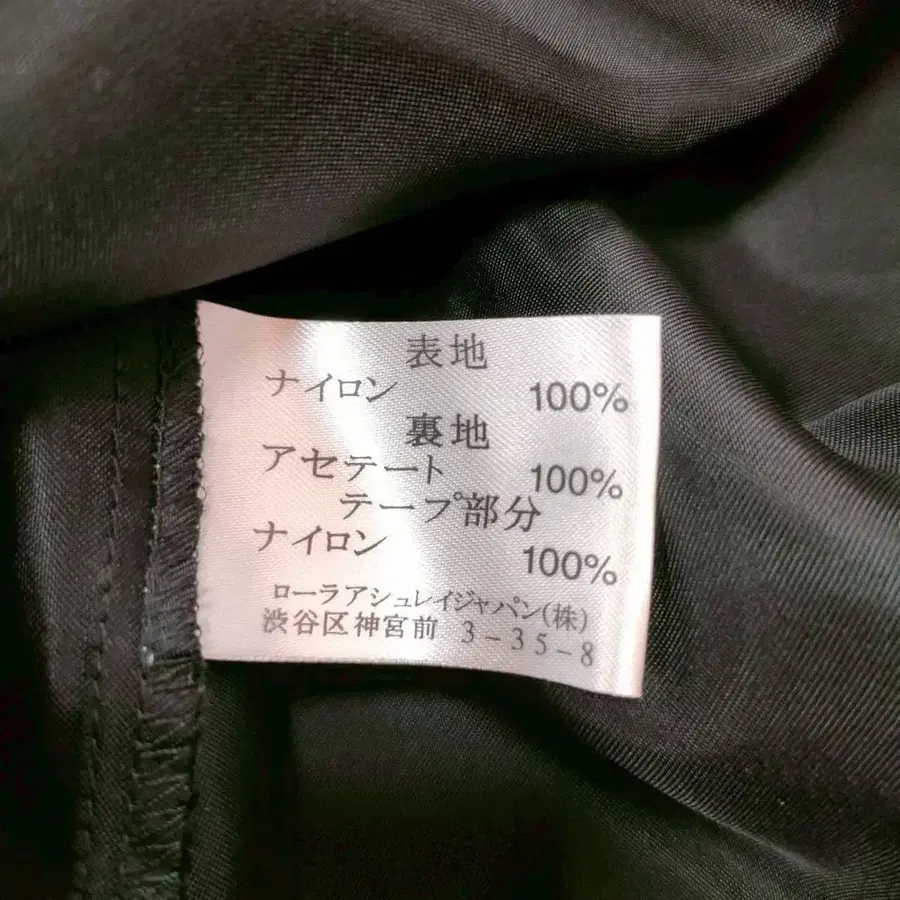 表地
ナイロン 100%
裏地
アセテート 100%
テープ部分
ナイロン 100%
ローラアシュレイジャパン(株)
渋谷区神宮前 3-35-8